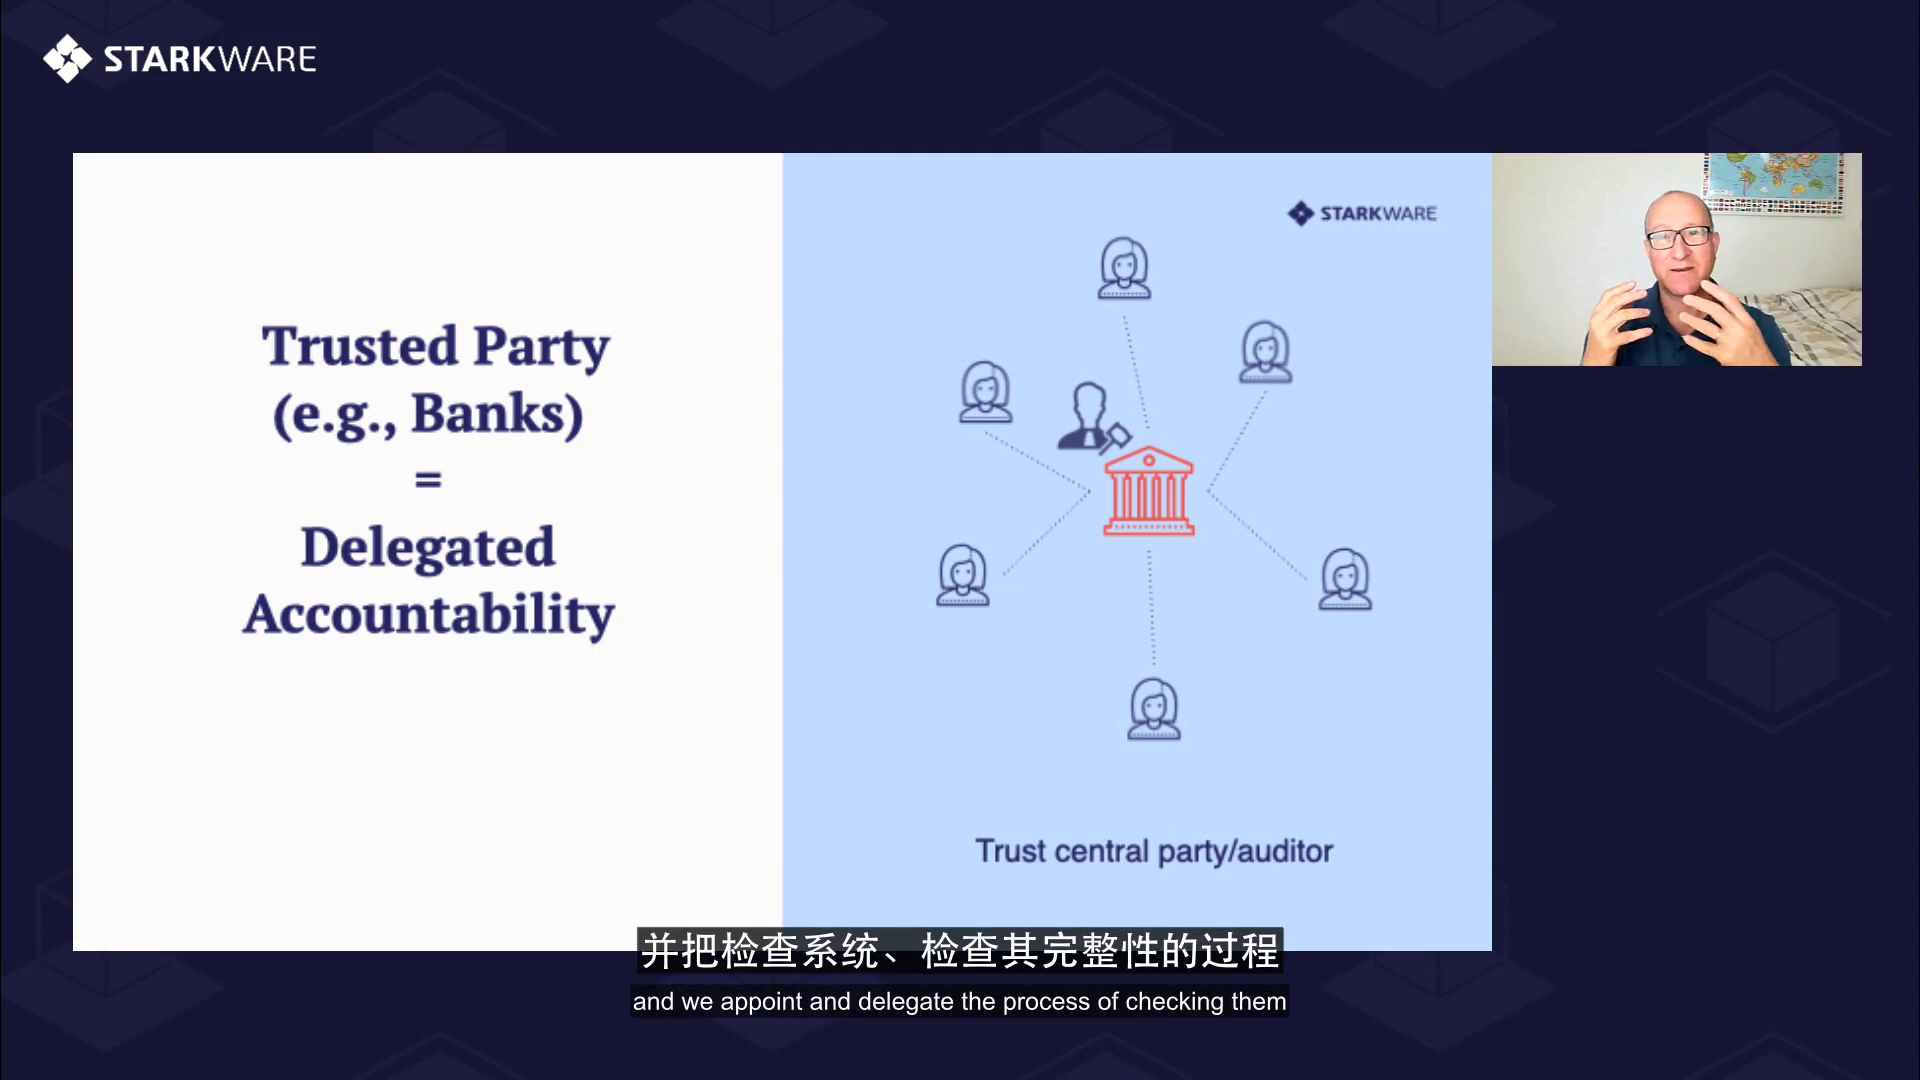 STARKWARE
Trusted Party
(e.g., Banks)
=
Delegated
Accountability
STARKWARE
Trust central party/auditor
并把检查系统、检查其完整性的过程
and we appoint and delegate the process of checking them